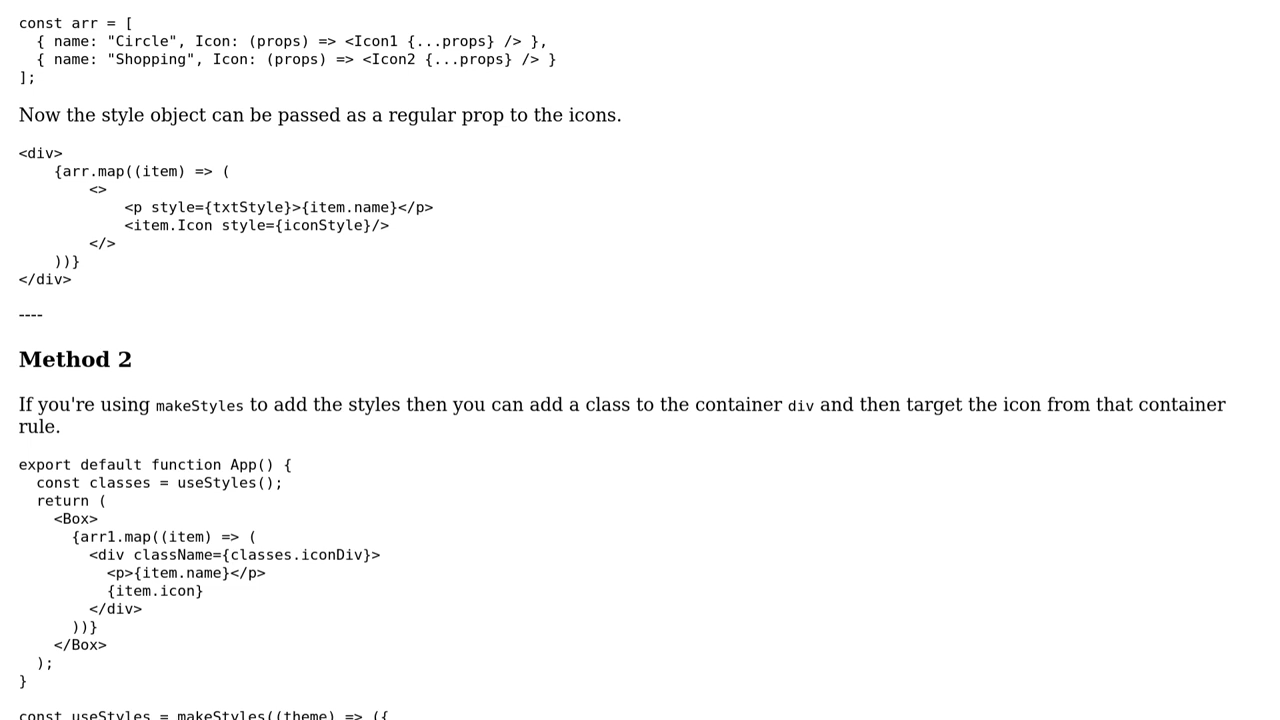 const arr = [
  { name: "Circle", Icon: (props) => <Icon1 {...props} /> },
  { name: "Shopping", Icon: (props) => <Icon2 {...props} /> }
];
Now the style object can be passed as a regular prop to the icons.
<div>
    {arr.map((item) => (
        <>
            <p style={txtStyle}>{item.name}</p>
            <item.Icon style={iconStyle}/>
        </>
    ))}
</div>
----
Method 2
If you're using makeStyles to add the styles then you can add a class to the container div and then target the icon from that container
rule.
export default function App() {
  const classes = useStyles();
  return (
    <Box>
      {arr1.map((item) => (
        <div className={classes.iconDiv}>
          <p>{item.name}</p>
          {item.icon}
        </div>
      ))}
    </Box>
  );
}
const useStyles = makeStyles((theme) => ({